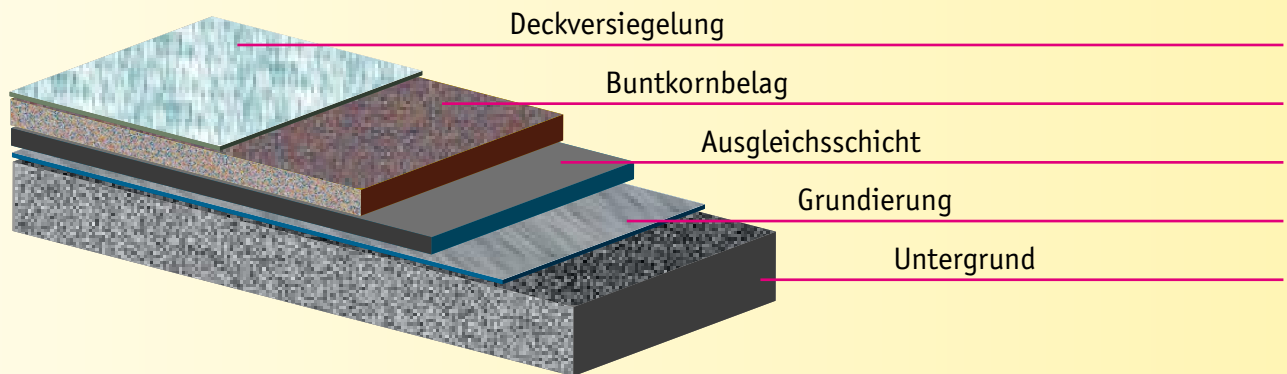 Deckversiegelung
Buntkornbelag
Ausgleichsschicht
Grundierung
Untergrund